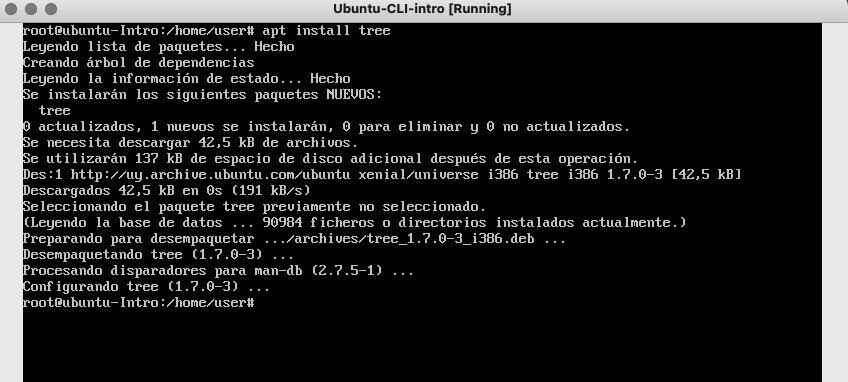 Ubuntu-CLI-intro [Running]
root@ubuntu-Intro:/home/user# apt install tree
Leyendo lista de paquetes... Hecho
Creando árbol de dependencias
Leyendo la información de estado... Hecho
Se instalarán los siguientes paquetes NUEVOS:
  tree
0 actualizados, 1 nuevos se instalarán, 0 para eliminar y 0 no actualizados.
Se necesita descargar 42,5 kB de archivos.
Se utilizarán 137 kB de espacio de disco adicional después de esta operación.
Des:1 http://uy.archive.ubuntu.com/ubuntu xenial/universe i386 tree i386 1.7.0-3 [42,5 kB]
Descargados 42,5 kB en 0s (191 kB/s)
Seleccionando el paquete tree previamente no seleccionado.
(Leyendo la base de datos ... 90984 ficheros o directorios instalados actualmente.)
Preparando para desempaquetar .../archives/tree_1.7.0-3_i386.deb ...
Desempaquetando tree (1.7.0-3) ...
Procesando disparadores para man-db (2.7.5-1) ...
Configurando tree (1.7.0-3) ...
root@ubuntu-Intro:/home/user#